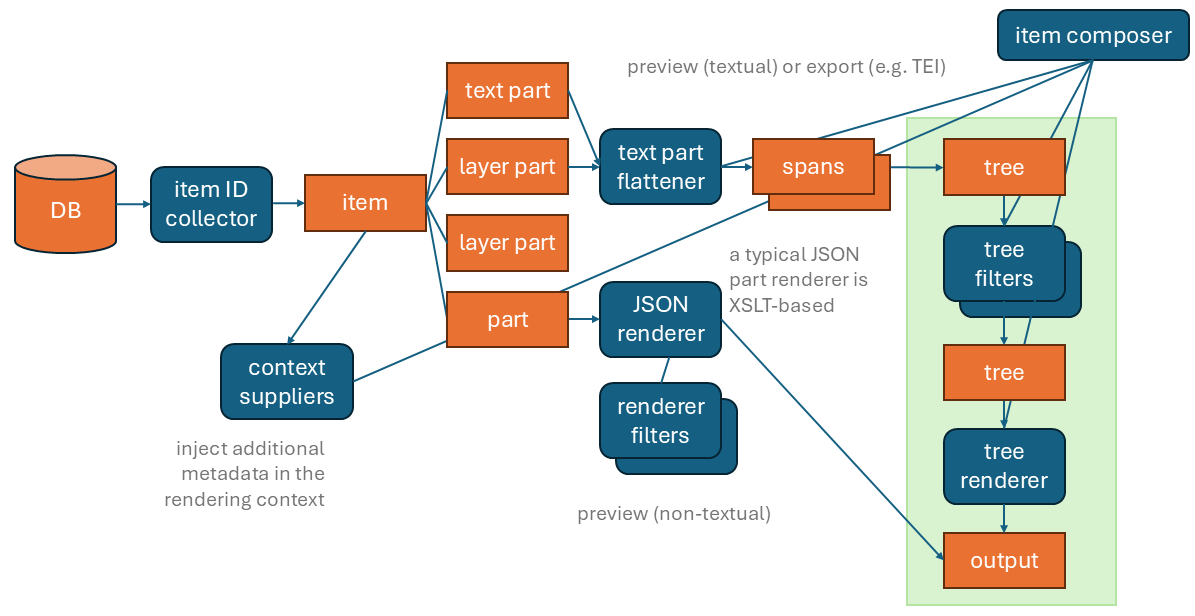 item composer
preview (textual) or export (e.g. TEI)
text part
layer part
text part
flattener
spans
tree
DB
item ID
collector
item
layer part
tree
filters
a typical JSON
part renderer is
XSLT-based
part
JSON
renderer
context
suppliers
tree
renderer
filters
inject additional
metadata in the
rendering context
tree
renderer
preview (non-textual)
output